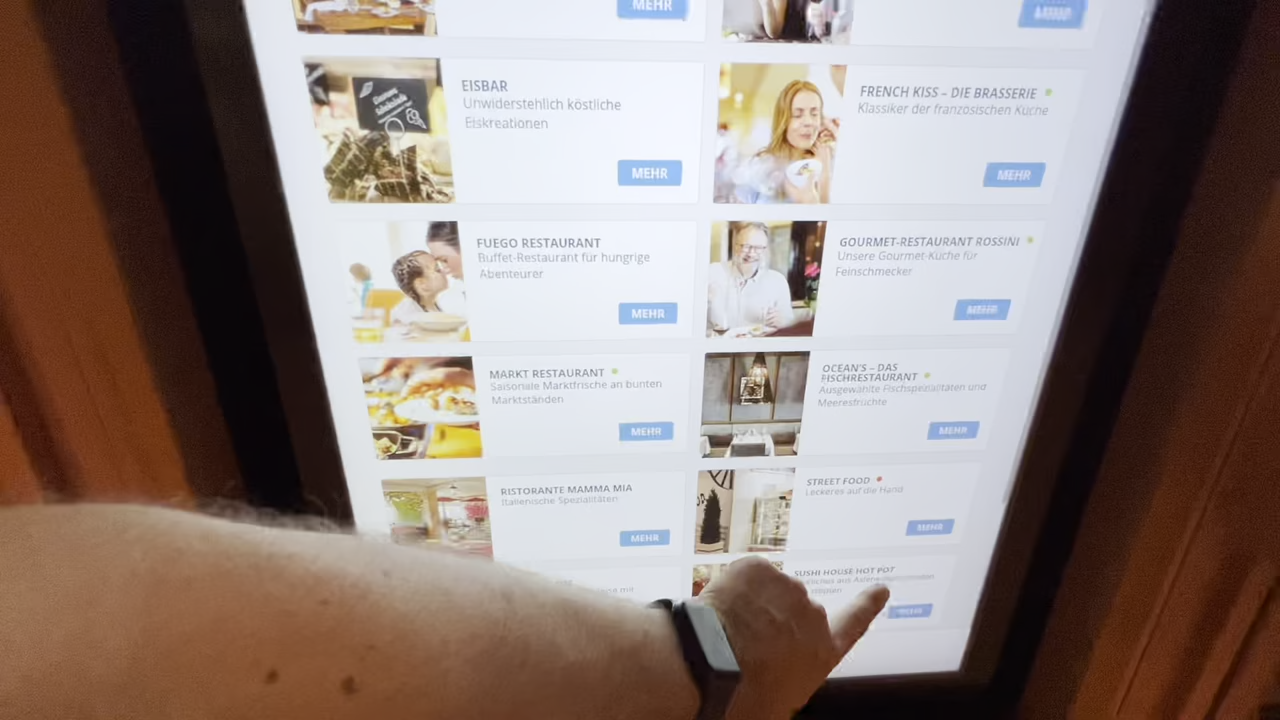 MEHR
EISBAR
Unwiderstehlich köstliche
Eiskreationen
MEHR
FRENCH KISS – DIE BRASSERIE
Klassiker der französischen Küche
MEHR
FUEGO RESTAURANT
Buffet-Restaurant für hungrige
Abenteurer
MEHR
GOURMET-RESTAURANT ROSSINI
Unsere Gourmet-Küche für
Feinschmecker
MEHR
MARKT RESTAURANT
Saisonale Marktfrische an bunten
Marktständen
MEHR
OCEAN'S – DAS
FISCHRESTAURANT
Ausgewählte Fischspezialitäten und
Meeresfrüchte
MEHR
RISTORANTE MAMMA MIA
Italienische Spezialitäten
MEHR
STREET FOOD
Leckeres auf die Hand
MEHR
mit
SUSHI HOUSE HOT POT
aus
MEHR